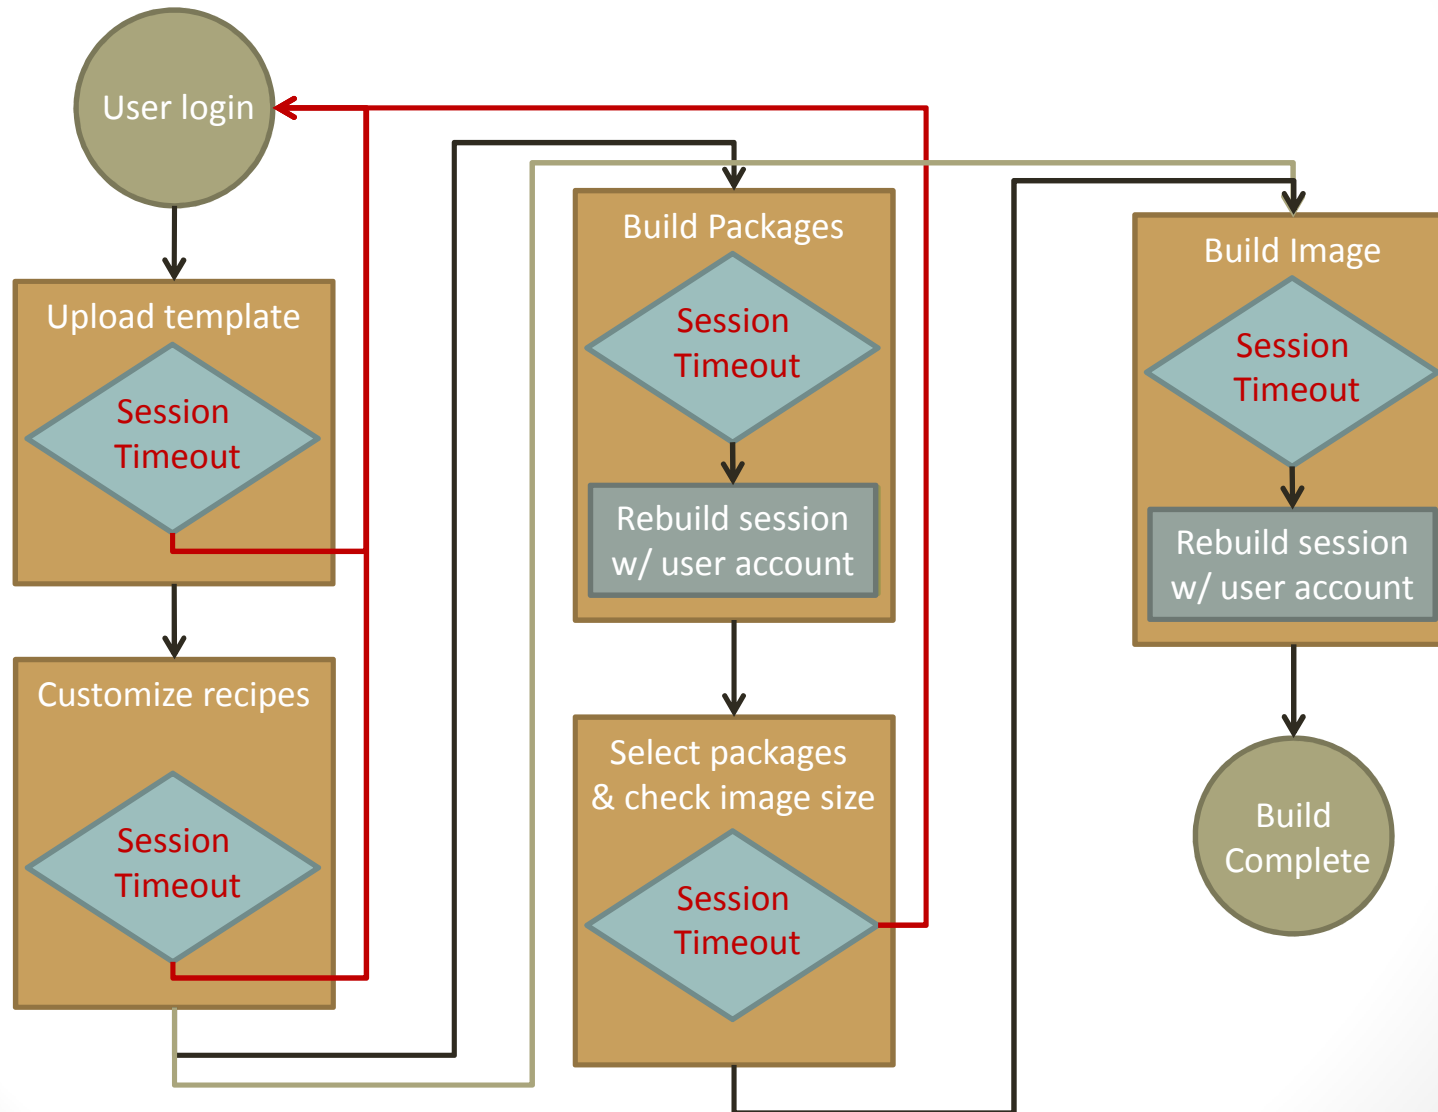 User login
Upload template
Session
Timeout
Customize recipes
Session
Timeout
Build Packages
Session
Timeout
Rebuild session
w/ user account
Select packages
& check image size
Session
Timeout
Build Image
Session
Timeout
Rebuild session
w/ user account
Build
Complete